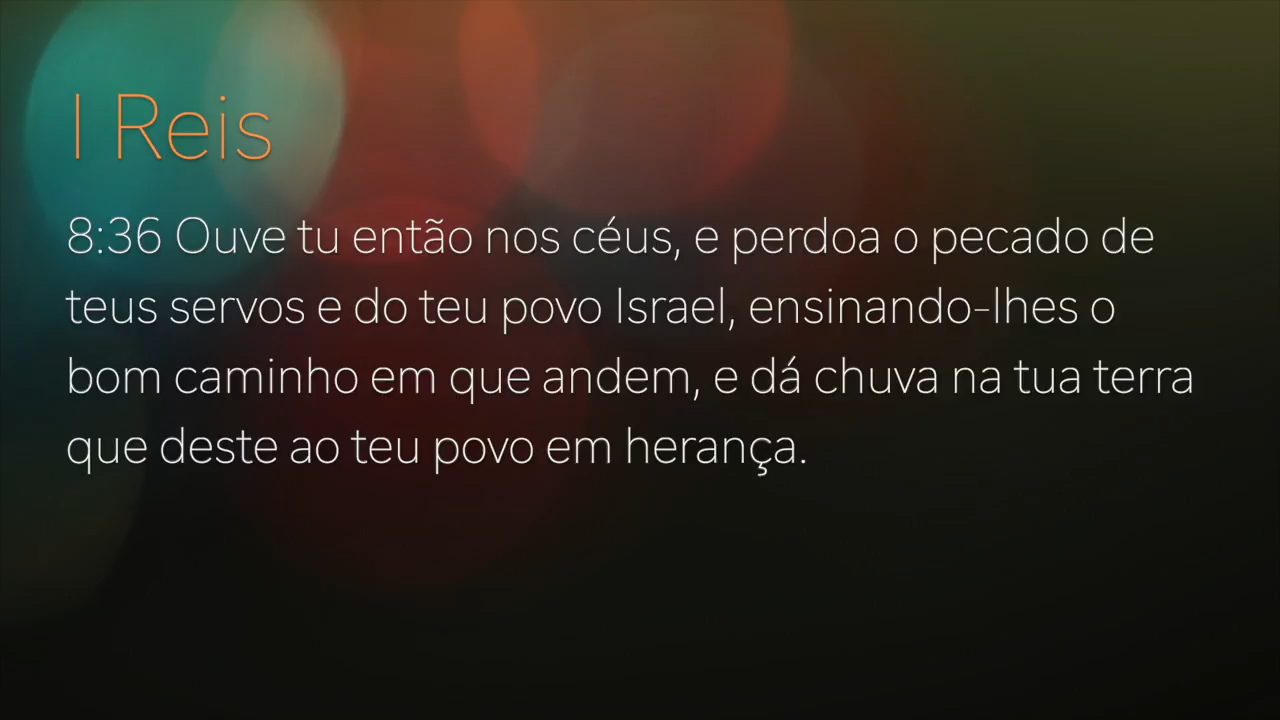 I Reis
8:36 Ouve tu então nos céus, e perdoa o pecado de
teus servos e do teu povo Israel, ensinando-lhes o
bom caminho em que andem, e dá chuva na tua terra
que deste ao teu povo em herança.